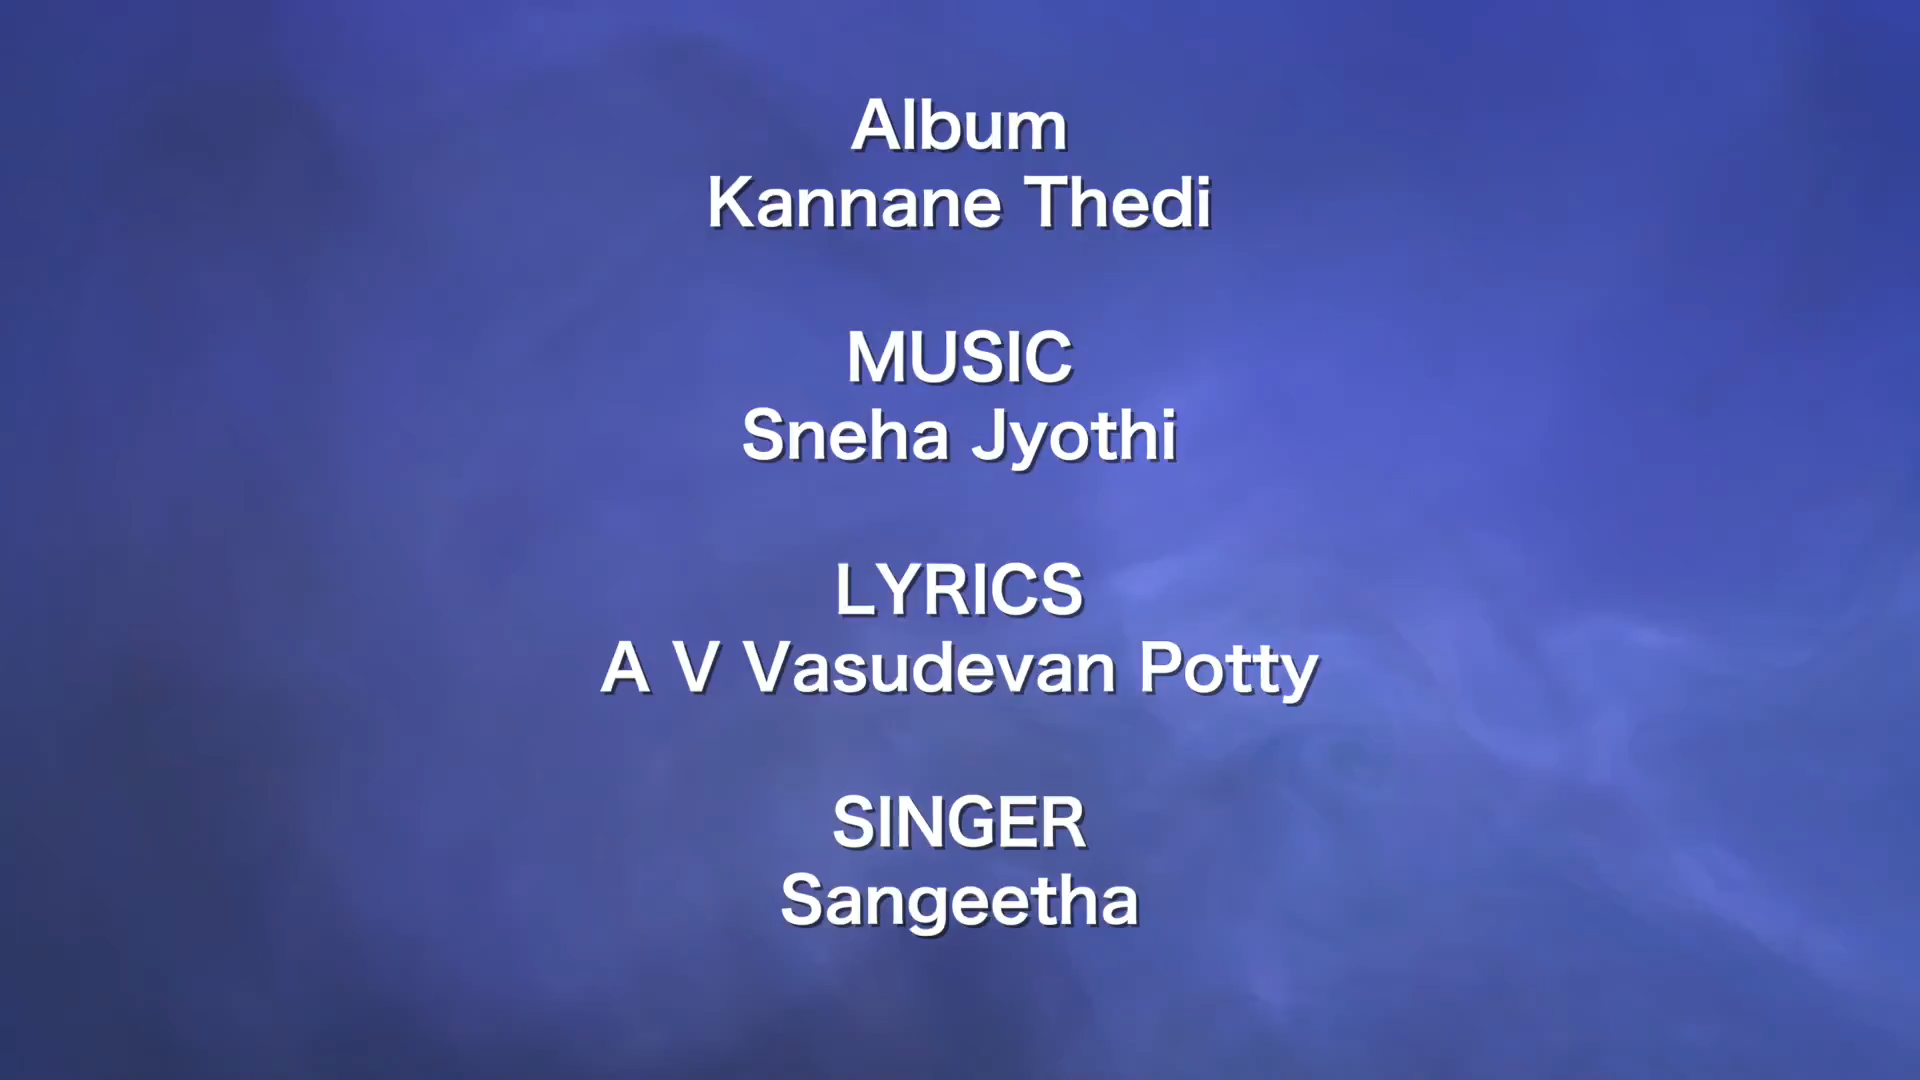 Album
Kannane Thedi
MUSIC
Sneha Jyothi
LYRICS
A V Vasudevan Potty
SINGER
Sangeetha